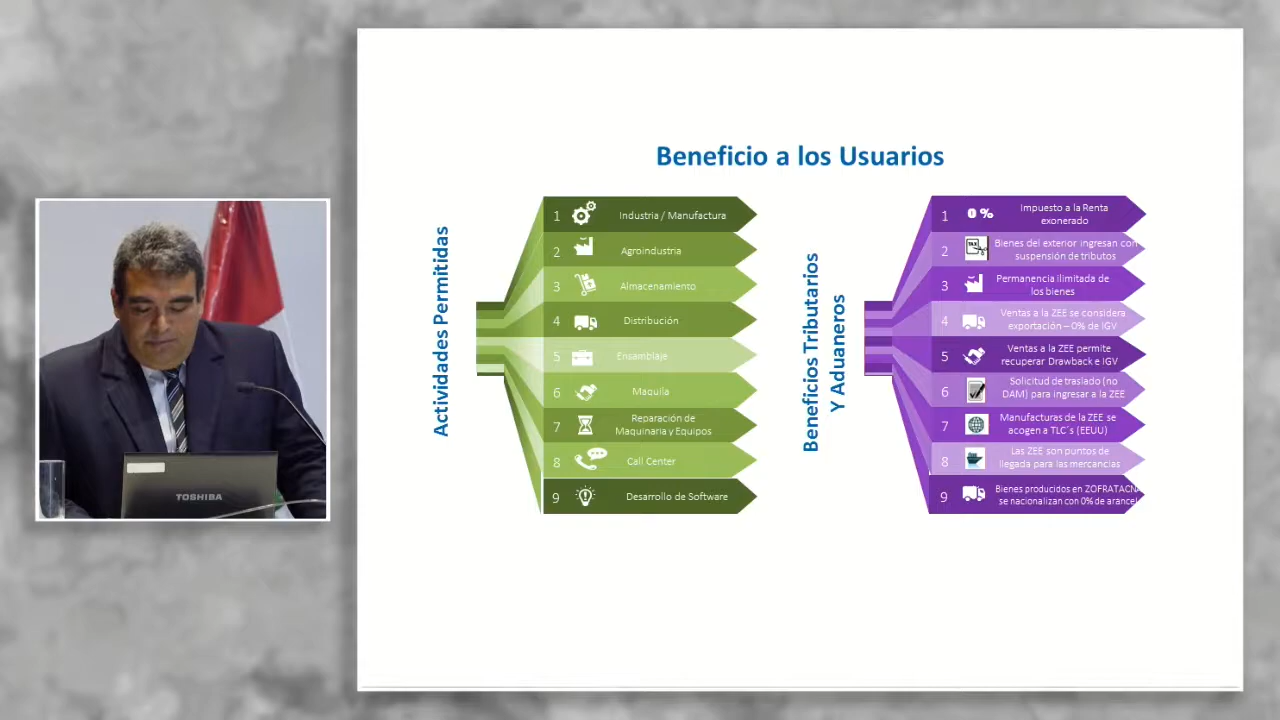 Beneficio a los Usuarios
Actividades Permitidas
1 Industria / Manufactura
2 Agroindustria
3 Almacenamiento
4 Distribución
5 Ensamblaje
6 Maquila
7 Reparación de
Maquinaria y Equipos
8 Call Center
9 Desarrollo de Software
Beneficios Tributarios
Y Aduaneros
1 0 % Impuesto a la Renta
exonerado
2 TAX Bienes del exterior ingresan con
suspensión de tributos
3 Permanencia ilimitada de
los bienes
4 Ventas a la ZEE se considera
exportación – 0% de IGV
5 Ventas a la ZEE permite
recuperar Drawback e IGV
6 Solicitud de traslado (no
DAM) para ingresar a la ZEE
7 Manufacturas de la ZEE se
acogen a TLC´s (EEUU)
8 Las ZEE son puntos de
llegada para las mercancías
9 Bienes producidos en ZOFRATACNA
se nacionalizan con 0% de arancel
TOSHIBA